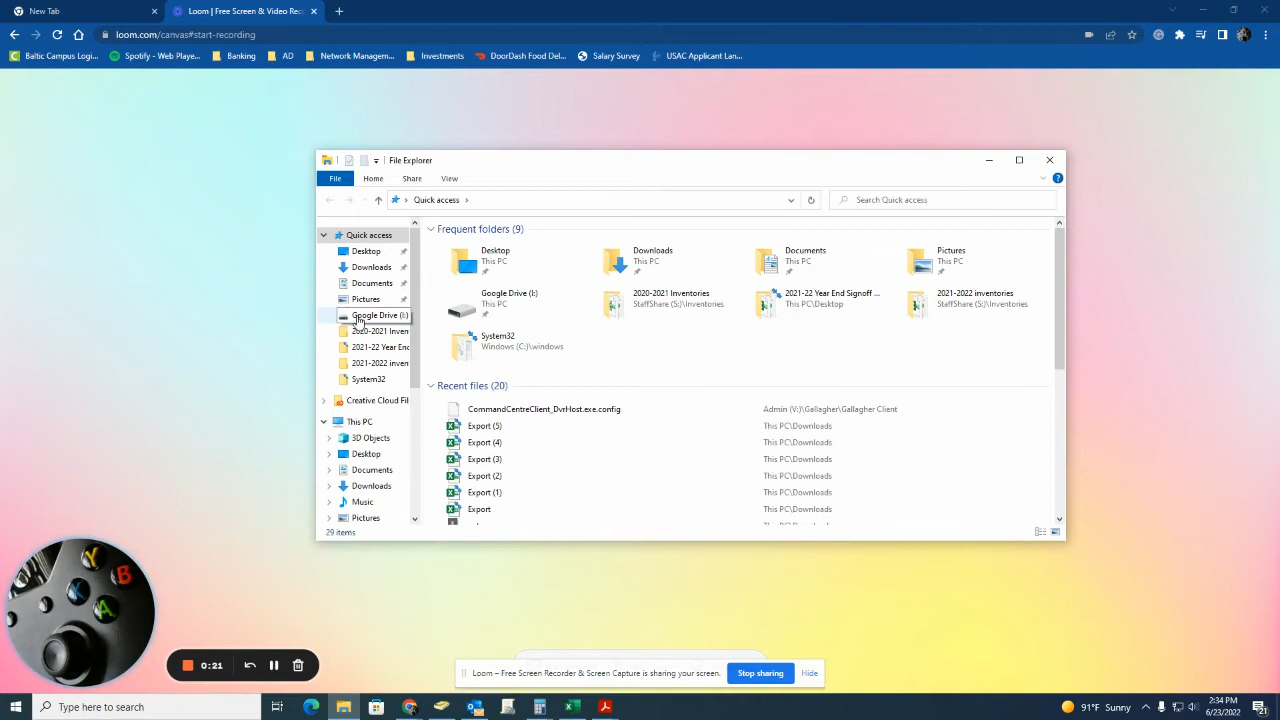 New Tab
Loom | Free Screen & Video Rec
loom.com/canvas#start-recording
Baltic Campus Logi...
Spotify - Web Playe...
Banking
AD
Network Managem...
Investments
DoorDash Food Del...
Salary Survey
USAC Applicant Lan...
File Explorer
File
Home
Share
View
Quick access
Search Quick access
Quick access
Desktop
Downloads
Documents
Pictures
Google Drive (I:)
2020-2021 Inven
2021-22 Year End
2021-2022 inven
System32
Creative Cloud Fil
This PC
3D Objects
Desktop
Documents
Downloads
Music
Pictures
Frequent folders (9)
Desktop
This PC
Downloads
This PC
Documents
This PC
Pictures
This PC
Google Drive (I:)
This PC
2020-2021 Inventories
StaffShare (S:)\Inventories
2021-22 Year End Signoff ...
This PC\Desktop
2021-2022 inventories
StaffShare (S:)\Inventories
System32
Windows (C:)\windows
Recent files (20)
CommandCentreClient_DvrHost.exe.config
Admin (V:)\Gallagher\Gallagher Client
Export (5)
This PC\Downloads
Export (4)
This PC\Downloads
Export (3)
This PC\Downloads
Export (2)
This PC\Downloads
Export (1)
This PC\Downloads
Export
This PC\Downloads
29 items
Y
B
X
A
0:21
Loom – Free Screen Recorder & Screen Capture is sharing your screen.
Stop sharing
Hide
Type here to search
91°F Sunny
2:34 PM
6/23/2022
21